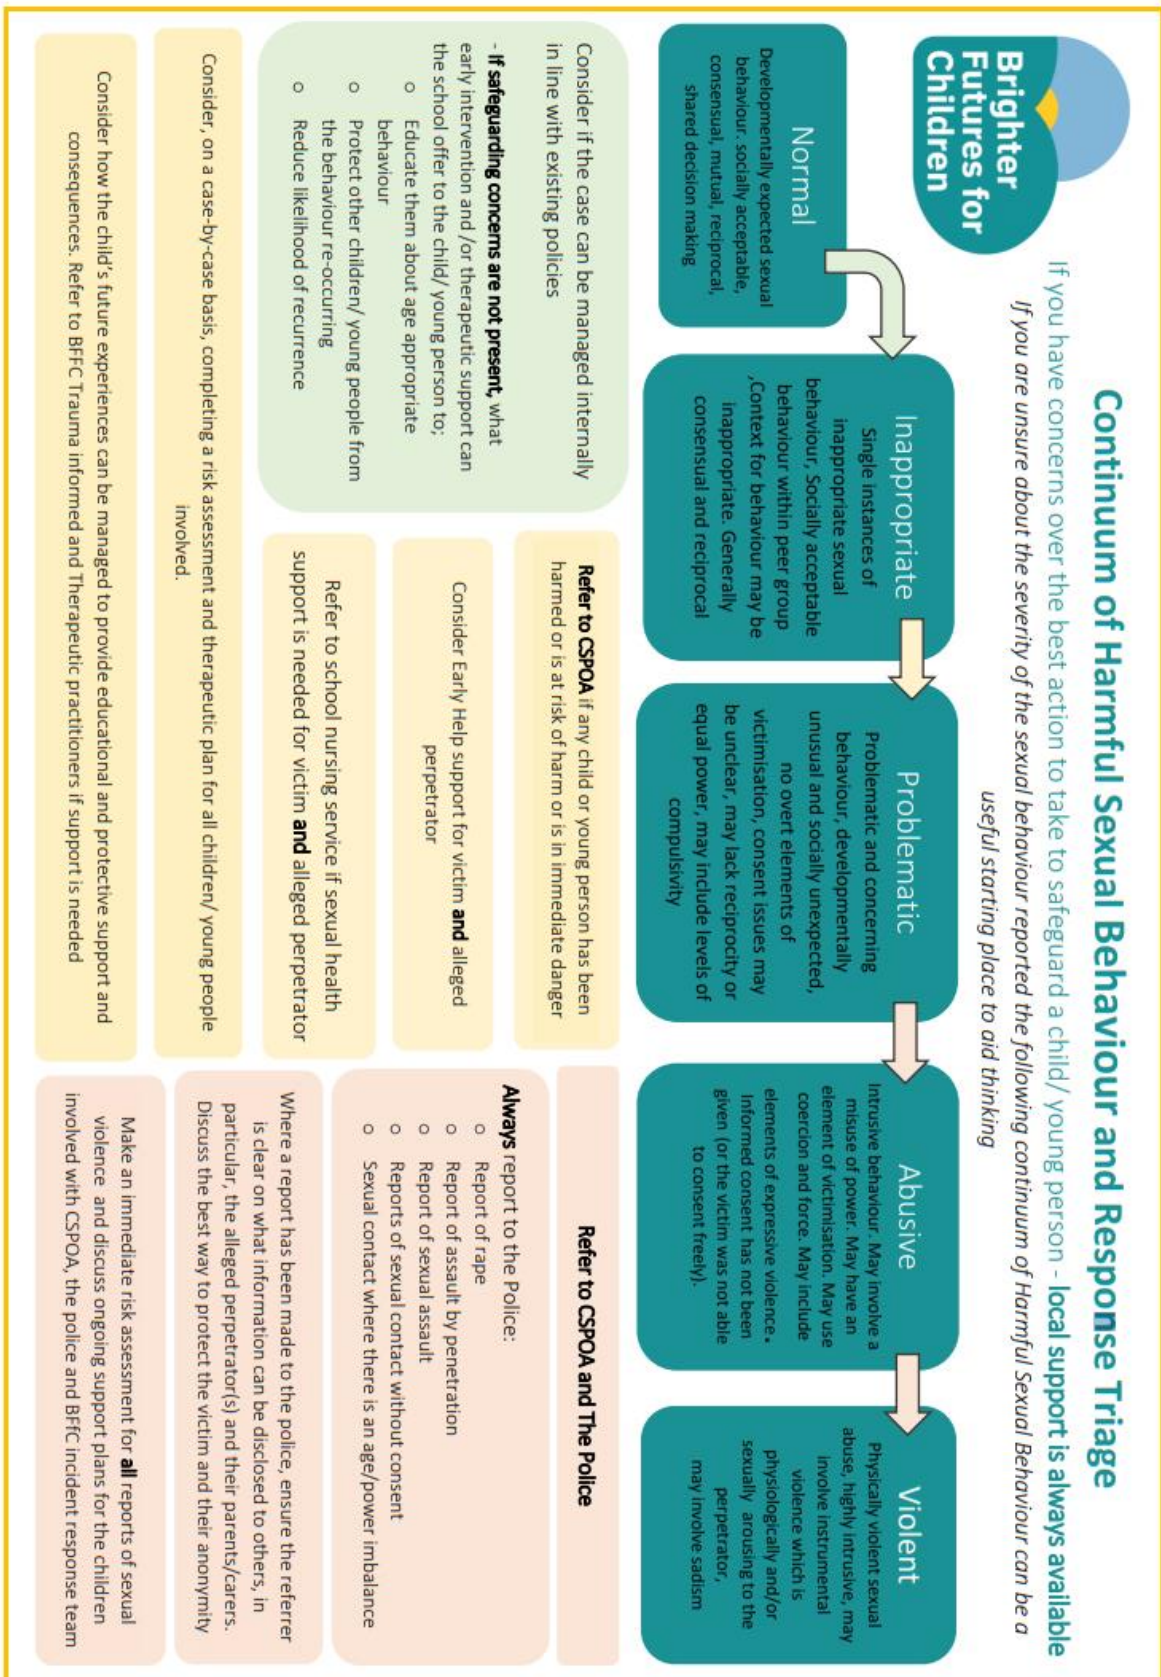 Brighter
Futures for
Children
Continuum of Harmful Sexual Behaviour and Response Triage
If you have concerns over the best action to take to safeguard a child/ young person - local support is always available
If you are unsure about the severity of the sexual behaviour reported the following continuum of Harmful Sexual Behaviour can be a
useful starting place to aid thinking
Normal
Developmentally expected sexual
behaviour. socially acceptable,
consensual, mutual, reciprocal,
shared decision making
Inappropriate
Single instances of
inappropriate sexual
behaviour, Socially acceptable
behaviour within peer group
,Context for behaviour may be
inappropriate. Generally
consensual and reciprocal
Problematic
Problematic and concerning
behaviour, developmentally
unusual and socially unexpected,
no overt elements of
victimisation, consent issues may
be unclear, may lack reciprocity or
equal power, may include levels of
compulsivity
Abusive
Intrusive behaviour. May involve a
misuse of power. May have an
element of victimisation. May use
coercion and force. May include
elements of expressive violence.
Informed consent has not been
given (or the victim was not able
to consent freely).
Violent
Physically violent sexual
abuse, highly intrusive, may
involve instrumental
violence which is
physiologically and/or
sexually arousing to the
perpetrator,
may involve sadism
Consider if the case can be managed internally
in line with existing policies
- If safeguarding concerns are not present, what
early intervention and /or therapeutic support can
the school offer to the child/ young person to;
o Educate them about age appropriate
behaviour
o Protect other children/ young people from
the behaviour re-occurring
o Reduce likelihood of recurrence
Refer to CSPOA if any child or young person has been
harmed or is at risk of harm or is in immediate danger
Consider Early Help support for victim and alleged
perpetrator
Refer to school nursing service if sexual health
support is needed for victim and alleged perpetrator
Consider, on a case-by-case basis, completing a risk assessment and therapeutic plan for all children/ young people
involved.
Consider how the child's future experiences can be managed to provide educational and protective support and
consequences. Refer to BFFC Trauma informed and Therapeutic practitioners if support is needed
Refer to CSPOA and The Police
Always report to the Police:
o Report of rape
o Report of assault by penetration
o Report of sexual assault
o Reports of sexual contact without consent
o Sexual contact where there is an age/power imbalance
Where a report has been made to the police, ensure the referrer
is clear on what information can be disclosed to others, in
particular, the alleged perpetrator(s) and their parents/carers.
Discuss the best way to protect the victim and their anonymity
Make an immediate risk assessment for all reports of sexual
violence and discuss ongoing support plans for the children
involved with CSPOA, the police and BFfC incident response team